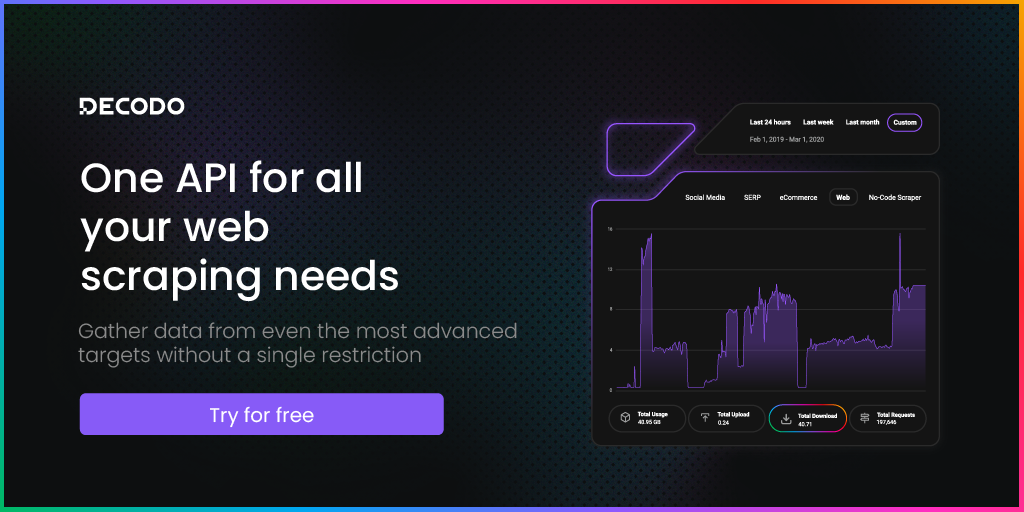 DECODO
One API for all
your web
scraping needs
Gather data from even the most advanced
targets without a single restriction
Try for free
Last 24 hours Last week Last month Custom
Feb 1, 2019 - Mar 1, 2020
Social Media SERP eCommerce Web No-Code Scraper
16
12
8
4
0
Total Usage
40.95 GB
Total Upload
0.24
Total Download
40.71
Total Requests
197,646